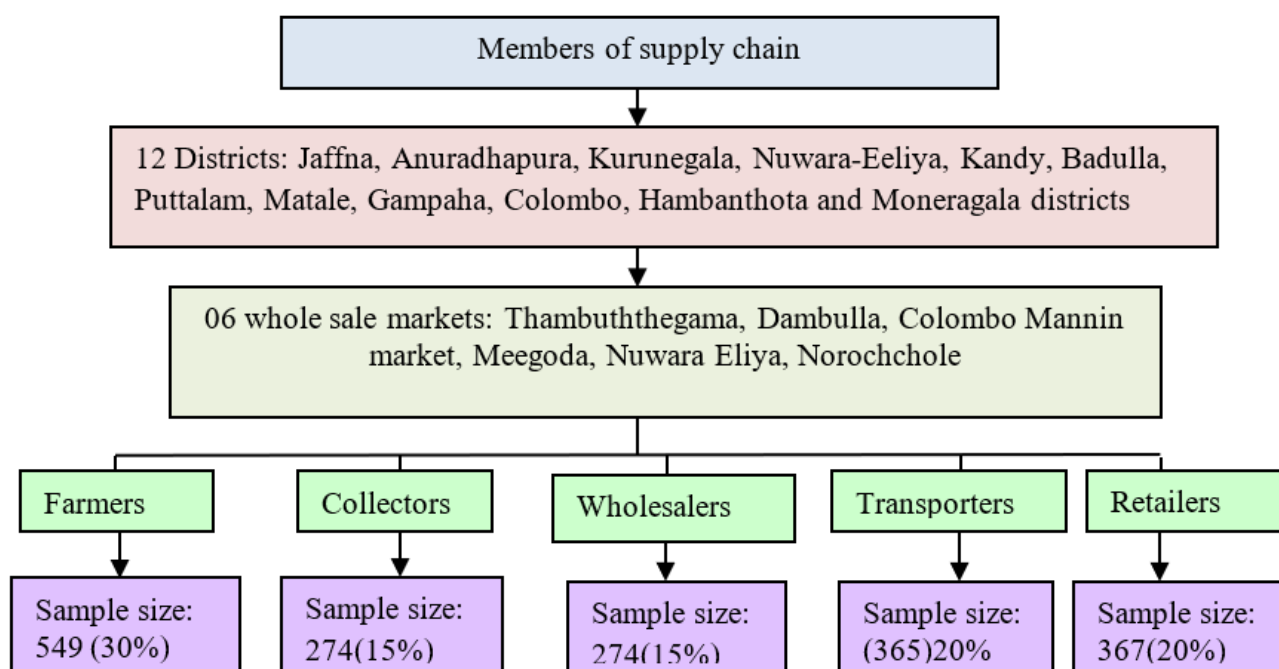 Members of supply chain
12 Districts: Jaffna, Anuradhapura, Kurunegala, Nuwara-Eeliya, Kandy, Badulla,
Puttalam, Matale, Gampaha, Colombo, Hambanthota and Moneragala districts
06 whole sale markets: Thambuththegama, Dambulla, Colombo Mannin
market, Meegoda, Nuwara Eliya, Norochchole
Farmers
Collectors
Wholesalers
Transporters
Retailers
Sample size:
549 (30%)
Sample size:
274(15%)
Sample size:
274(15%)
Sample size:
(365)20%
Sample size:
367(20%)